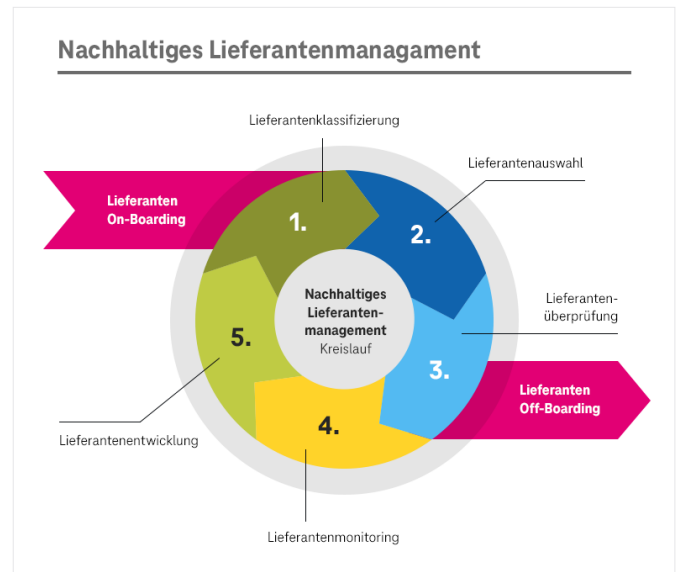 Nachhaltiges Lieferantenmanagament
Lieferantenklassifizierung
Lieferantenauswahl
Lieferanten
On-Boarding
1.
2.
Nachhaltiges
Lieferanten-
management
Kreislauf
Lieferanten-
überprüfung
5.
3.
Lieferanten
Off-Boarding
4.
Lieferantenentwicklung
Lieferantenmonitoring